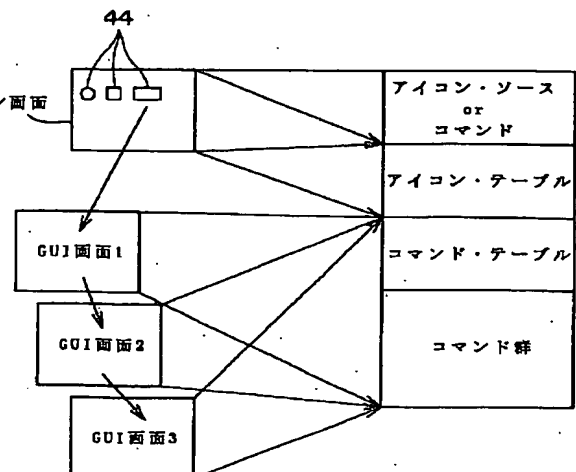 44
ン画面
アイコン・ソース
or
コマンド
アイコン・テーブル
GUI画面1
コマンド・テーブル
GUI画面2
コマンド群
GUI画面3